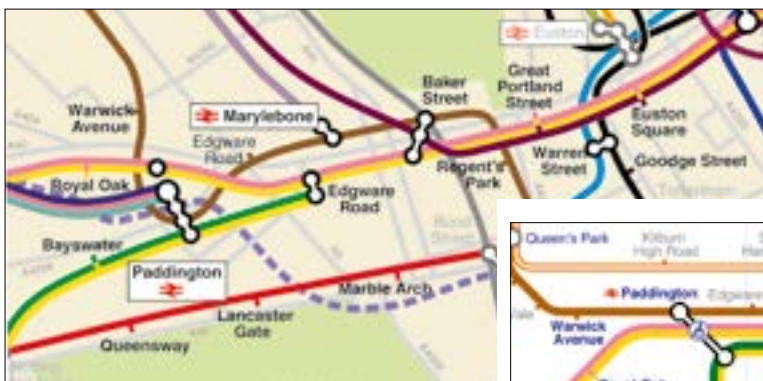 Euston
Baker
Street
Great
Portland
Street
Warwick
Avenue
Marylebone
Edgware
Road
Euston
Square
Regent's
Park
Warren
Street
Goodge Street
Royal Oak
Edgware
Road
Bayswater
Paddington
Marble Arch
Lancaster
Gate
Queensway
Queen's Park
Kilburn
High Road
Paddington
Edgware
Warwick
Avenue